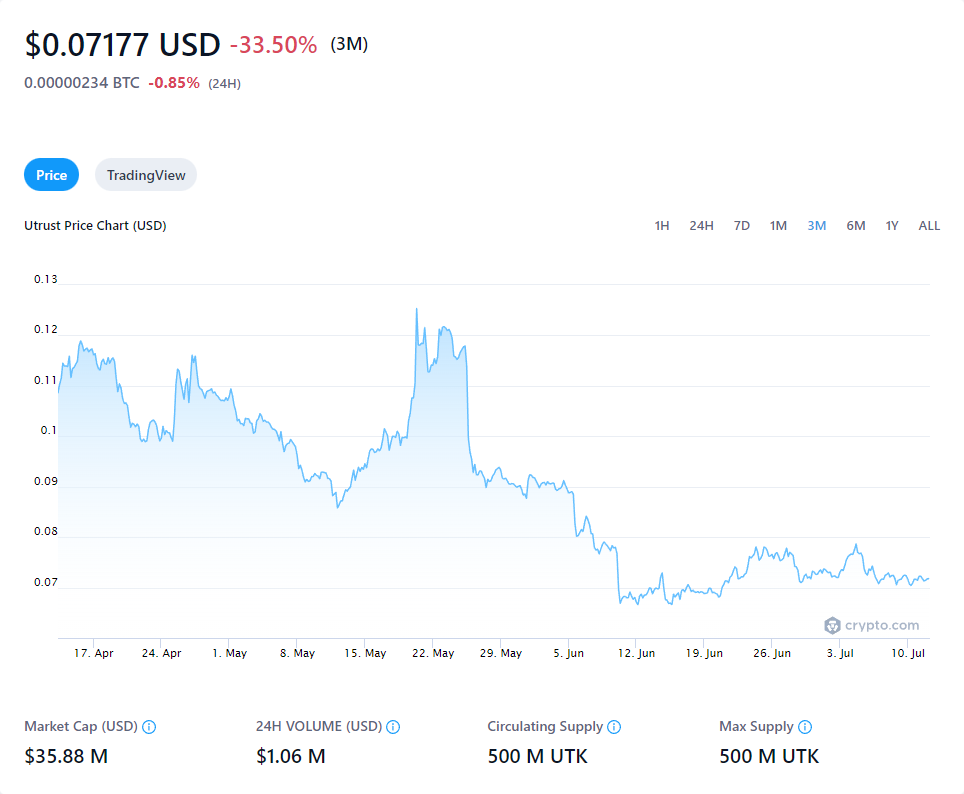 $0.07177 USD -33.50% (3M)
0.00000234 BTC -0.85% (24H)
Price TradingView
Utrust Price Chart (USD) 1H 24H 7D 1M 3M 6M 1Y ALL
0.13
0.12
0.11
0.1
0.09
0.08
0.07
crypto.com
17. Apr 24. Apr 1. May 8. May 15. May 22. May 29. May 5. Jun 12. Jun 19. Jun 26. Jun 3. Jul 10. Jul
Market Cap (USD) 24H VOLUME (USD) Circulating Supply Max Supply
$35.88 M $1.06 M 500 M UTK 500 M UTK